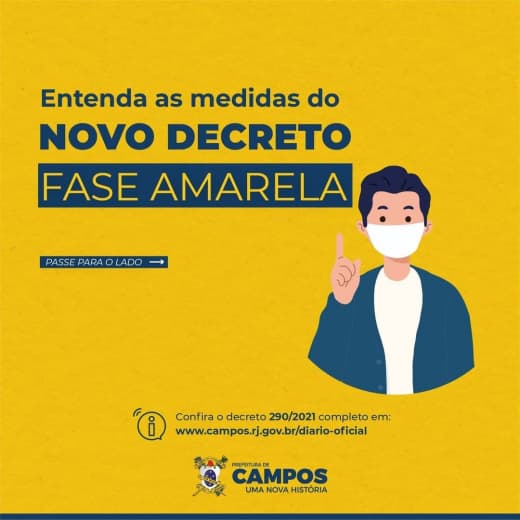 Entenda as medidas do
NOVO DECRETO
FASE AMARELA
PASSE PARA O LADO
Confira o decreto 290/2021 completo em:
www.campos.rj.gov.br/diario-oficial
PREFEITURA DE
CAMPOS
UMA NOVA HISTÓRIA